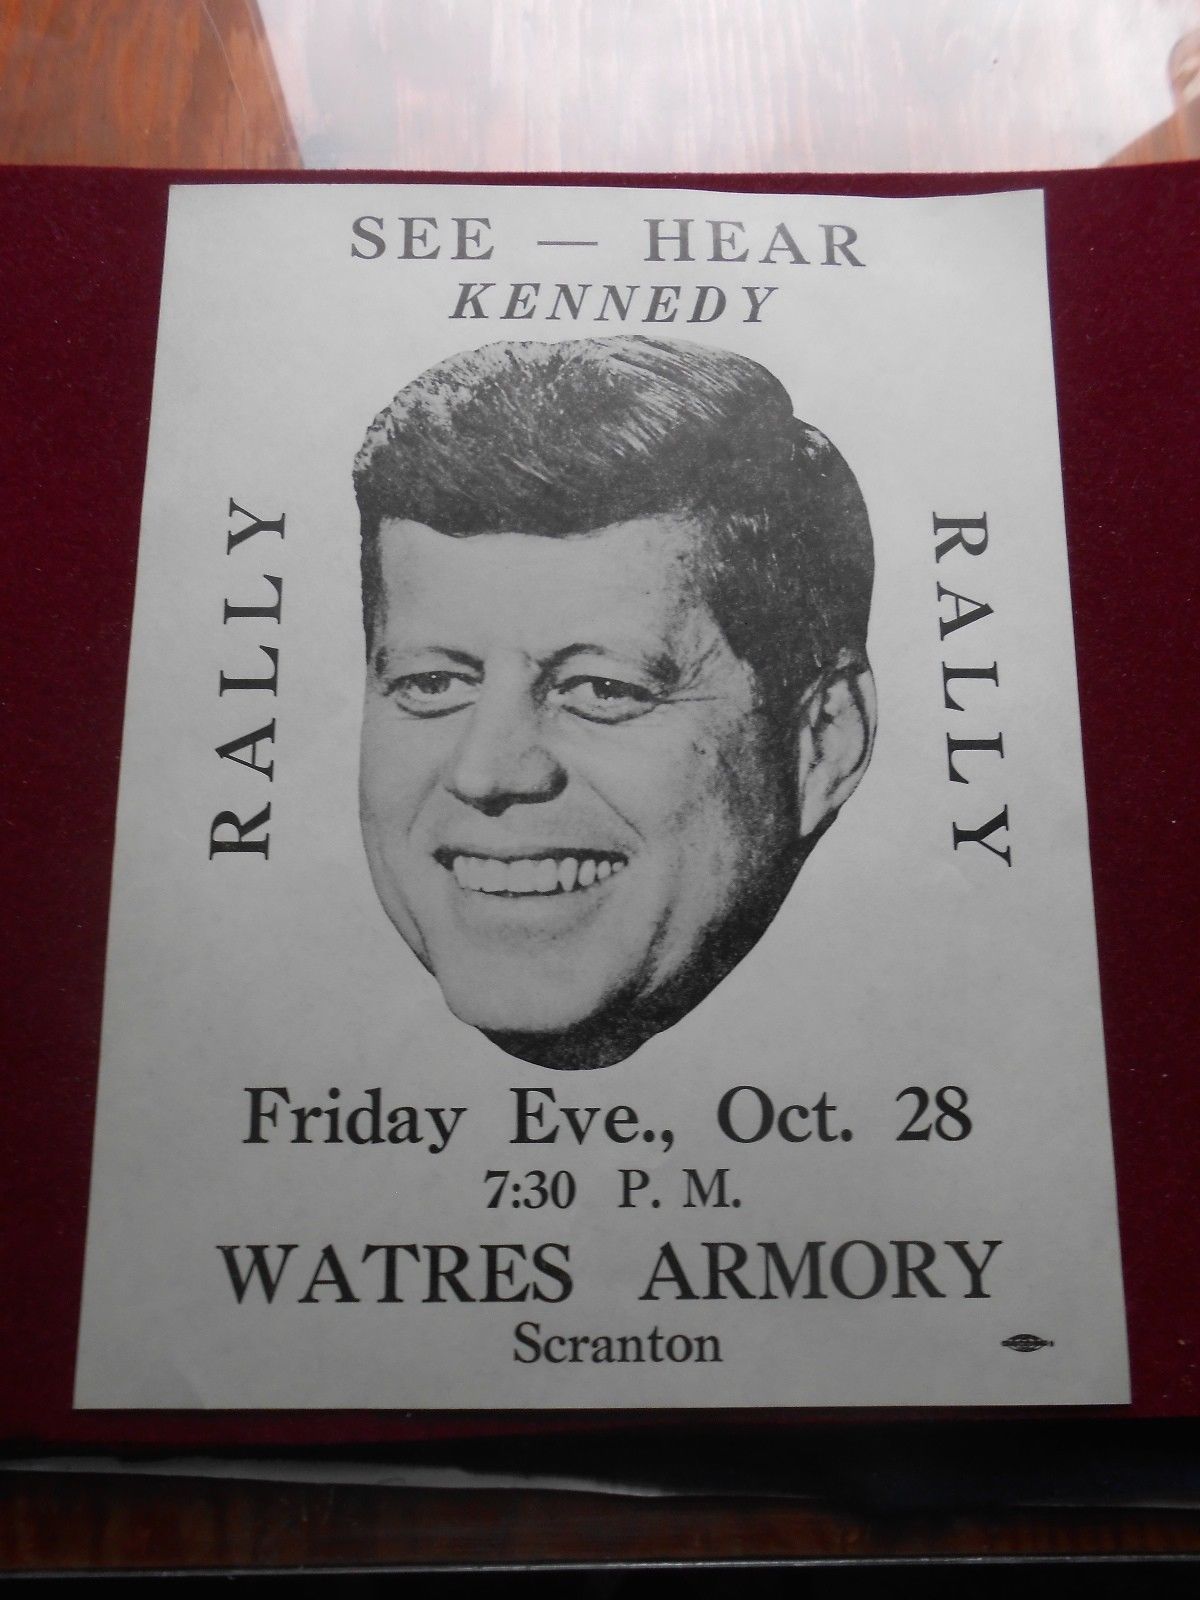 SEE — HEAR
KENNEDY
RALLY
RALLY
Friday Eve., Oct. 28
7:30 P. M.
WATRES ARMORY
Scranton